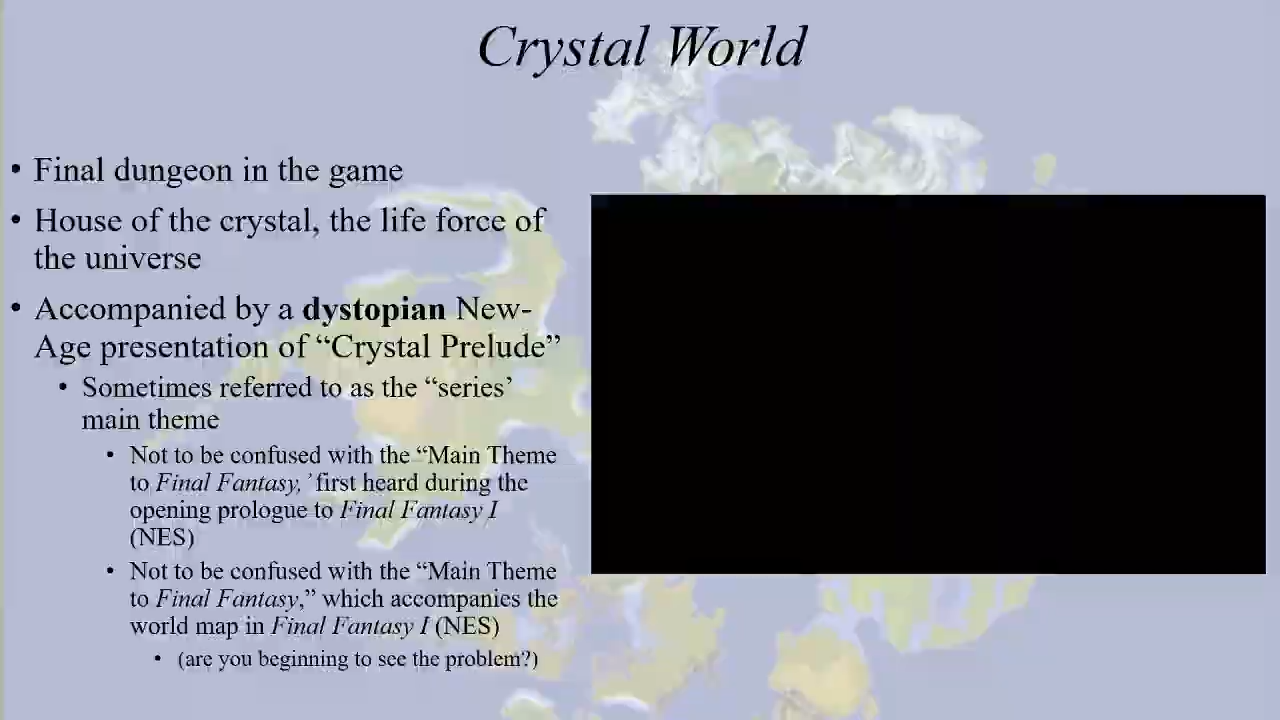 Crystal World
• Final dungeon in the game
• House of the crystal, the life force of
the universe
• Accompanied by a dystopian New-
Age presentation of “Crystal Prelude”
• Sometimes referred to as the “series’
main theme
• Not to be confused with the “Main Theme
to Final Fantasy,’ first heard during the
opening prologue to Final Fantasy I
(NES)
• Not to be confused with the “Main Theme
to Final Fantasy,” which accompanies the
world map in Final Fantasy I (NES)
• (are you beginning to see the problem?)